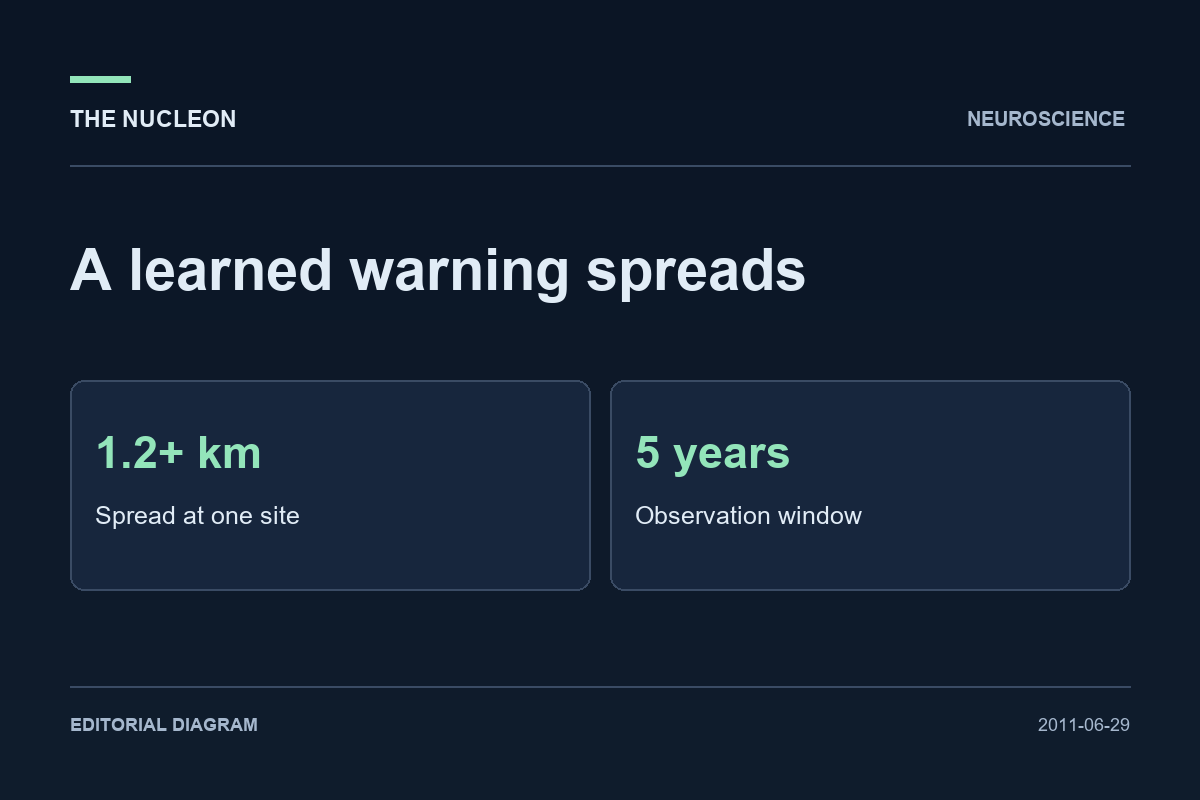 THE NUCLEON
NEUROSCIENCE
A learned warning spreads
1.2+ km
Spread at one site
5 years
Observation window
EDITORIAL DIAGRAM
2011-06-29